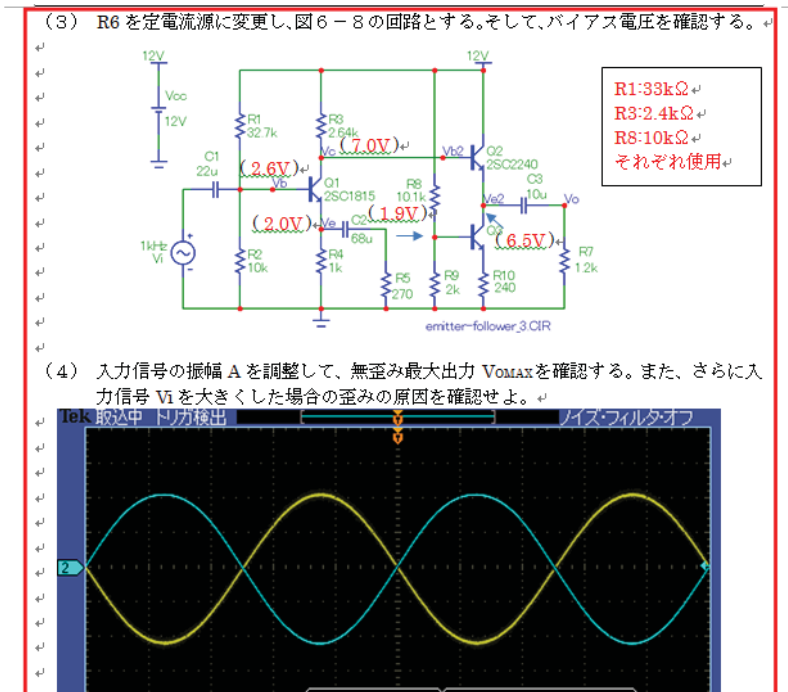 （3） R6を定電流源に変更し、図６－８の回路とする。そして、バイアス電圧を確認する。
12V
12V
Vcc
12V
R1
32.7k
R3
2.64k
Vc
(7.0V)
Vb2
Q2
2SC2240
R1:33kΩ
R3:2.4kΩ
R8:10kΩ
それぞれ使用
C1
22u
(2.6V)
Vb
Q1
2SC1815
R8
10.1k
C3
10u
Vo
Ve2
(2.0V)
Ve
C2
68u
(1.9V)
(6.5V)
1kHz
Vi
R2
10k
R4
1k
R5
270
R9
2k
R10
240
R7
1.2k
emitter-follower_3.CIR
（4） 入力信号の振幅 A を調整して、無歪み最大出力 VOMAXを確認する。また、さらに入
力信号 Vi を大きくした場合の歪みの原因を確認せよ。
Tek 取込中 トリガ検出 ノイズ・フィルタ・オフ
2